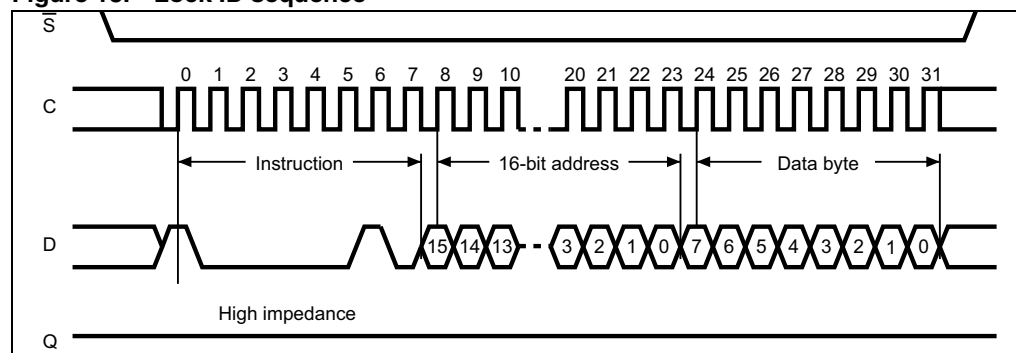 Figure 18. Lock ID sequence
S
0 1 2 3 4 5 6 7 8 9 10 20 21 22 23 24 25 26 27 28 29 30 31
C
Instruction 16-bit address Data byte
D 15 14 13 3 2 1 0 7 6 5 4 3 2 1 0
High impedance
Q